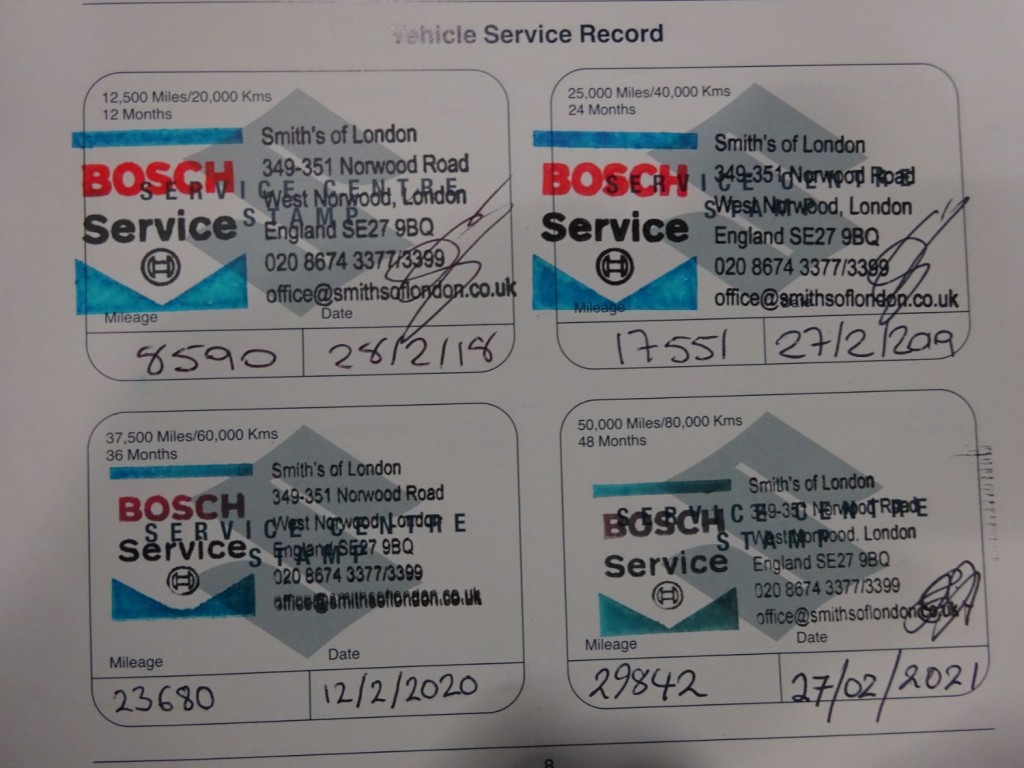 Vehicle Service Record
12,500 Miles/20,000 Kms
12 Months
Smith's of London
BOSCH
349-351 Norwood Road
SERVICE CENTRE
West Norwood, London
STAMP
Service
England SE27 9BQ
020 8674 3377/3399
office@smithsoflondon.co.uk
Mileage
Date
8590
28/2/18
25,000 Miles/40,000 Kms
24 Months
Smith's of London
BOSCH
349-351 Norwood Road
SERVICE CENTRE
West Norwood, London
STAMP
Service
England SE27 9BQ
020 8674 3377/3399
office@smithsoflondon.co.uk
Mileage
Date
17551
27/2/2019
37,500 Miles/60,000 Kms
36 Months
Smith's of London
BOSCH
349-351 Norwood Road
SERVICE CENTRE
West Norwood, London
STAMP
Service
England SE27 9BQ
020 8674 3377/3399
office@smithsoflondon.co.uk
Mileage
Date
23680
12/2/2020
50,000 Miles/80,000 Kms
48 Months
Smith's of London
BOSCH
349-351 Norwood Road
SERVICE CENTRE
West Norwood, London
STAMP
Service
England SE27 9BQ
020 8674 3377/3399
office@smithsoflondon.co.uk
Mileage
Date
29842
27/02/2021
8